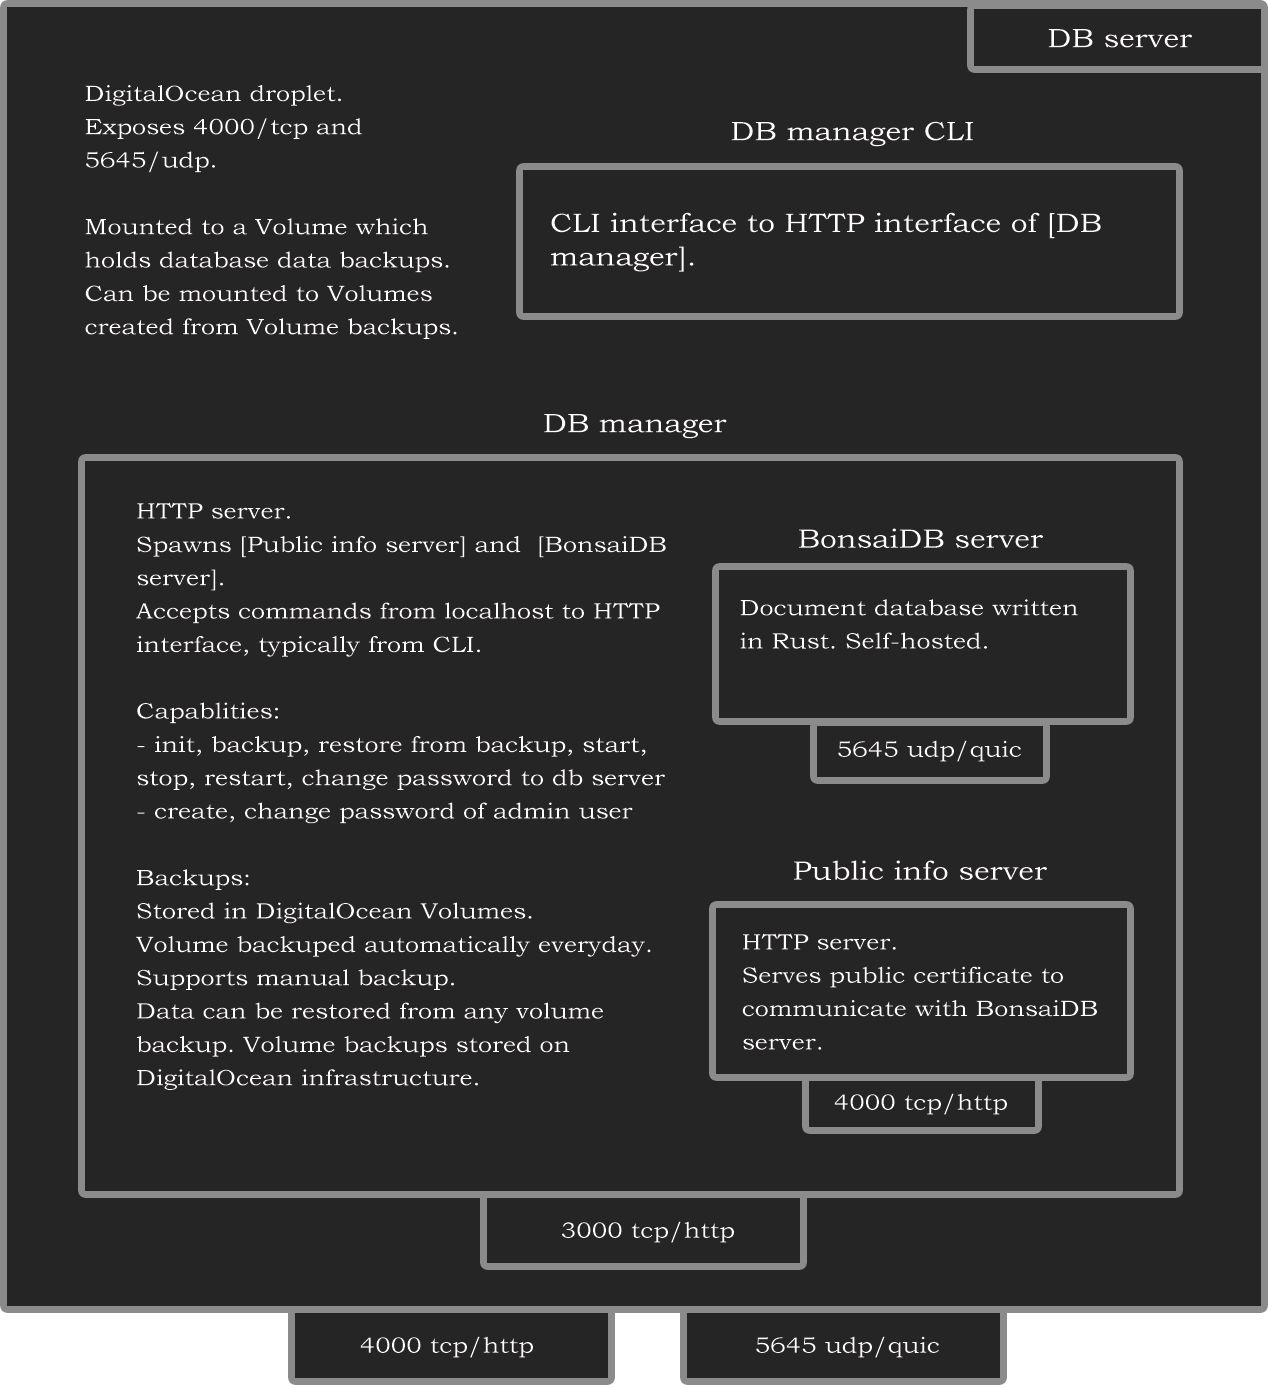 DB server
DigitalOcean droplet.
Exposes 4000/tcp and
5645/udp.
Mounted to a Volume which
holds database data backups.
Can be mounted to Volumes
created from Volume backups.
DB manager CLI
CLI interface to HTTP interface of [DB
manager].
DB manager
HTTP server.
Spawns [Public info server] and  [BonsaiDB
server].
Accepts commands from localhost to HTTP
interface, typically from CLI.
Capablities:
- init, backup, restore from backup, start,
stop, restart, change password to db server
- create, change password of admin user
Backups:
Stored in DigitalOcean Volumes.
Volume backuped automatically everyday.
Supports manual backup.
Data can be restored from any volume
backup. Volume backups stored on
DigitalOcean infrastructure.
BonsaiDB server
Document database written
in Rust. Self-hosted.
5645 udp/quic
Public info server
HTTP server.
Serves public certificate to
communicate with BonsaiDB
server.
4000 tcp/http
3000 tcp/http
4000 tcp/http
5645 udp/quic